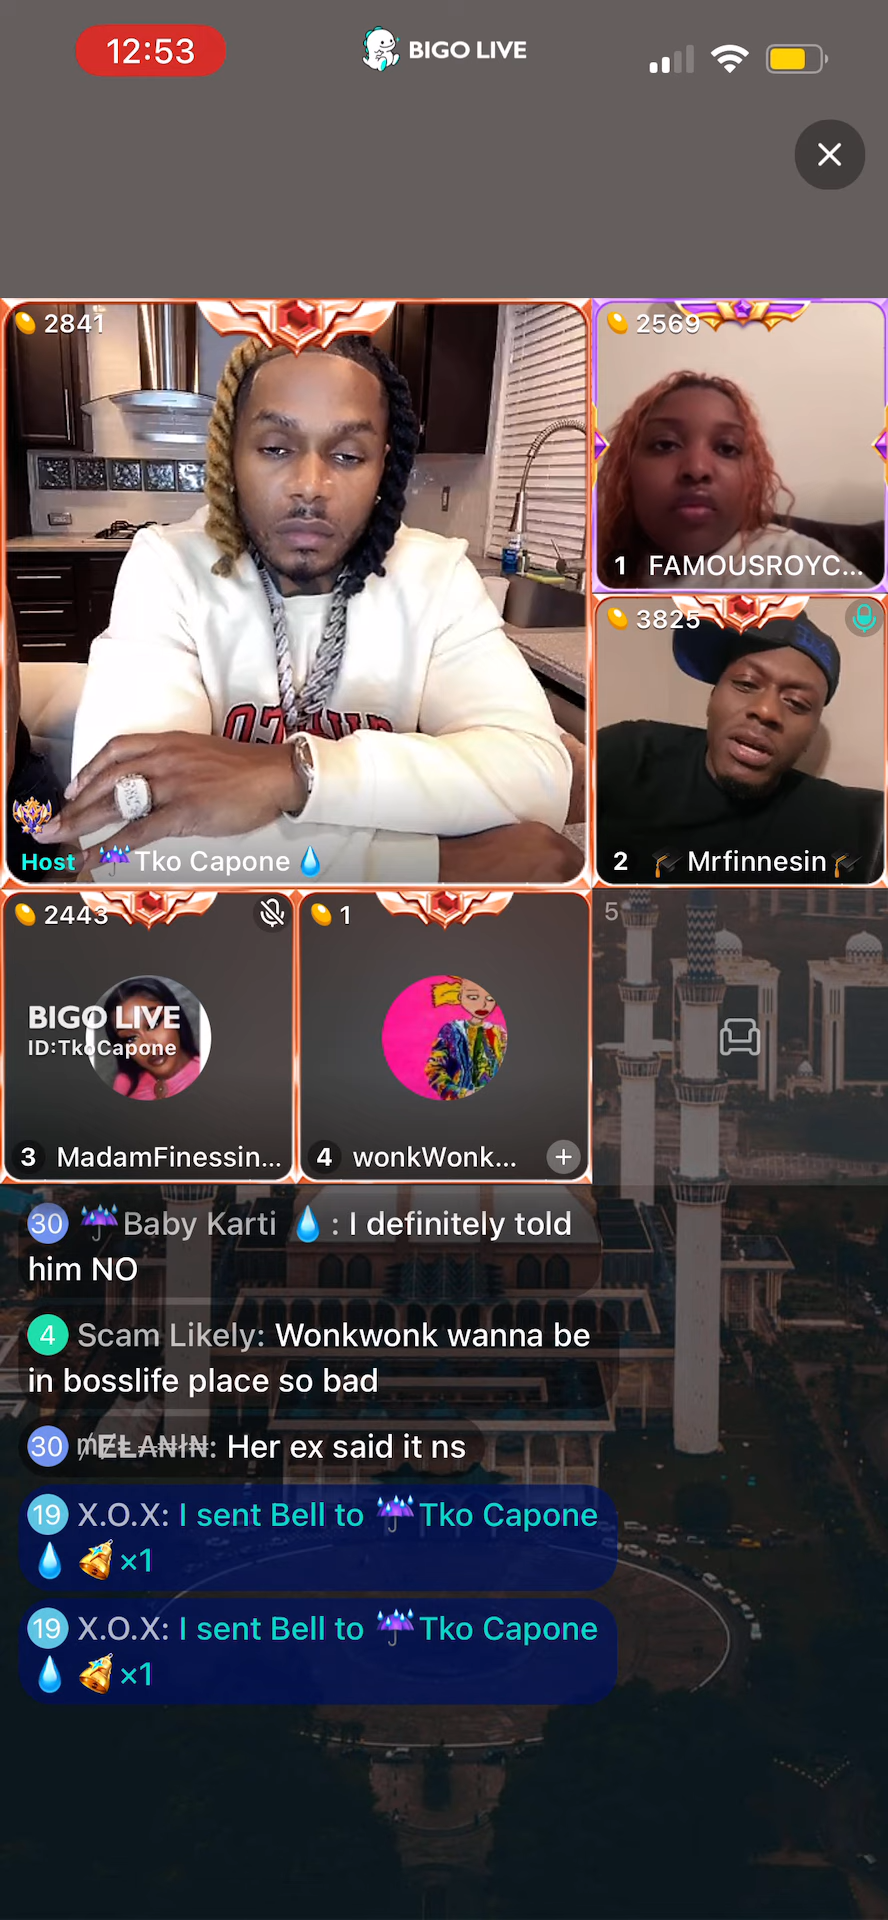 12:53
BIGO LIVE
2841
2569
1 FAMOUSROYC...
3825
Host ☔Tko Capone💧
2 🎓Mrfinnesin🎓
2443
1
5
BIGO LIVE
ID:TkoCapone
3 MadamFinessin...
4 wonkWonk...
30 ☔Baby Karti 💧: I definitely told
him NO
4 Scam Likely: Wonkwonk wanna be
in bosslife place so bad
30 m̸E̸Ł₳₦ł₦: Her ex said it ns
19 X.O.X: I sent Bell to ☔Tko Capone
💧 🔔×1
19 X.O.X: I sent Bell to ☔Tko Capone
💧 🔔×1